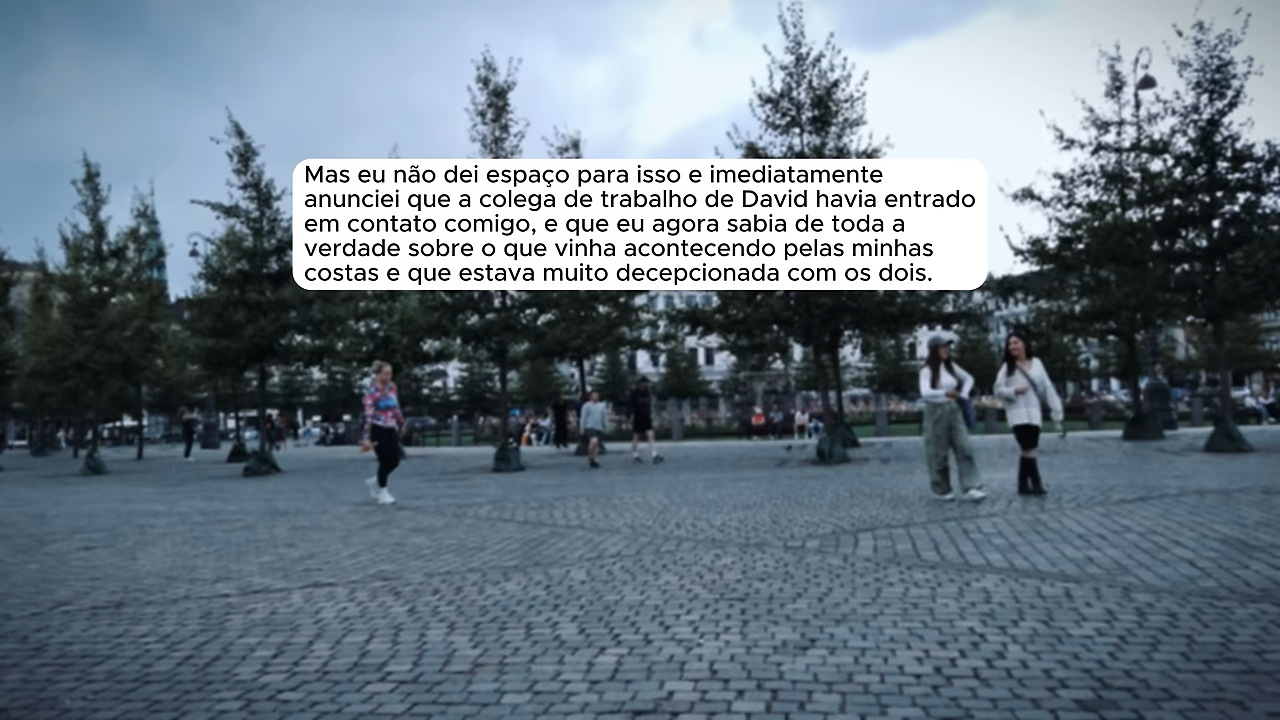 Mas eu não dei espaço para isso e imediatamente
anunciei que a colega de trabalho de David havia entrado
em contato comigo, e que eu agora sabia de toda a
verdade sobre o que vinha acontecendo pelas minhas
costas e que estava muito decepcionada com os dois.